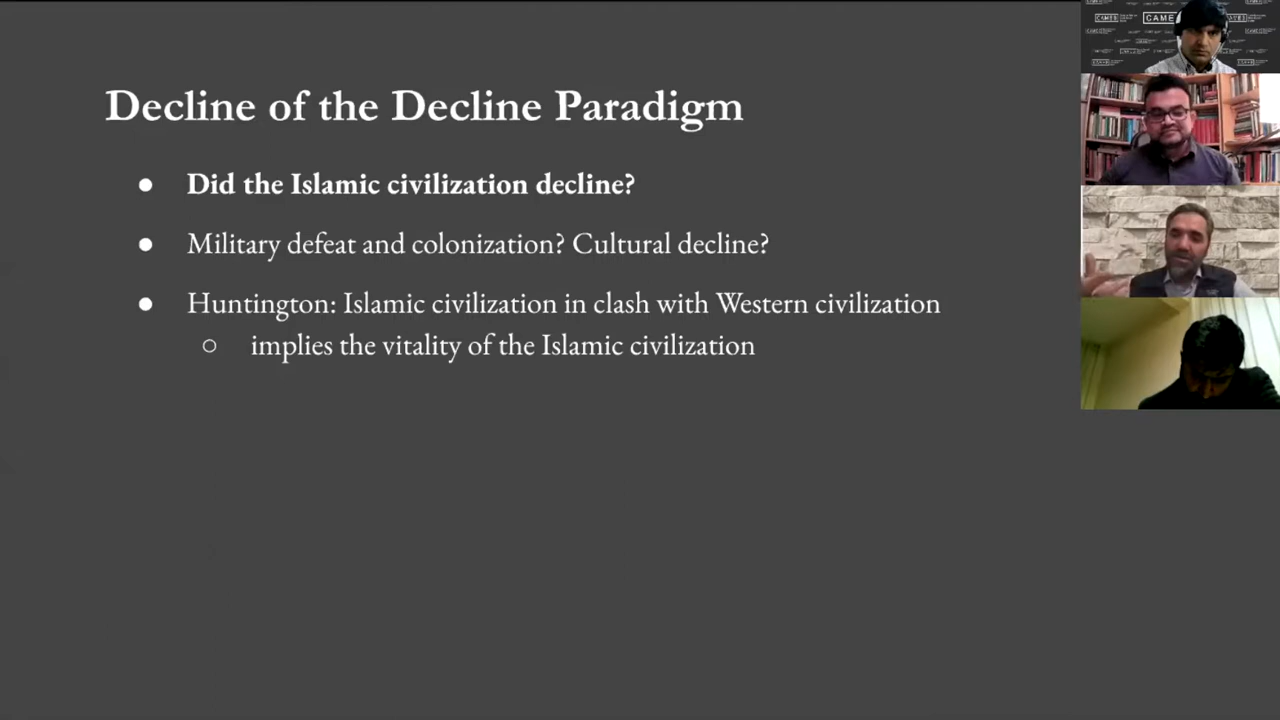 Decline of the Decline Paradigm
● Did the Islamic civilization decline?
● Military defeat and colonization? Cultural decline?
● Huntington: Islamic civilization in clash with Western civilization
○ implies the vitality of the Islamic civilization
CAMES